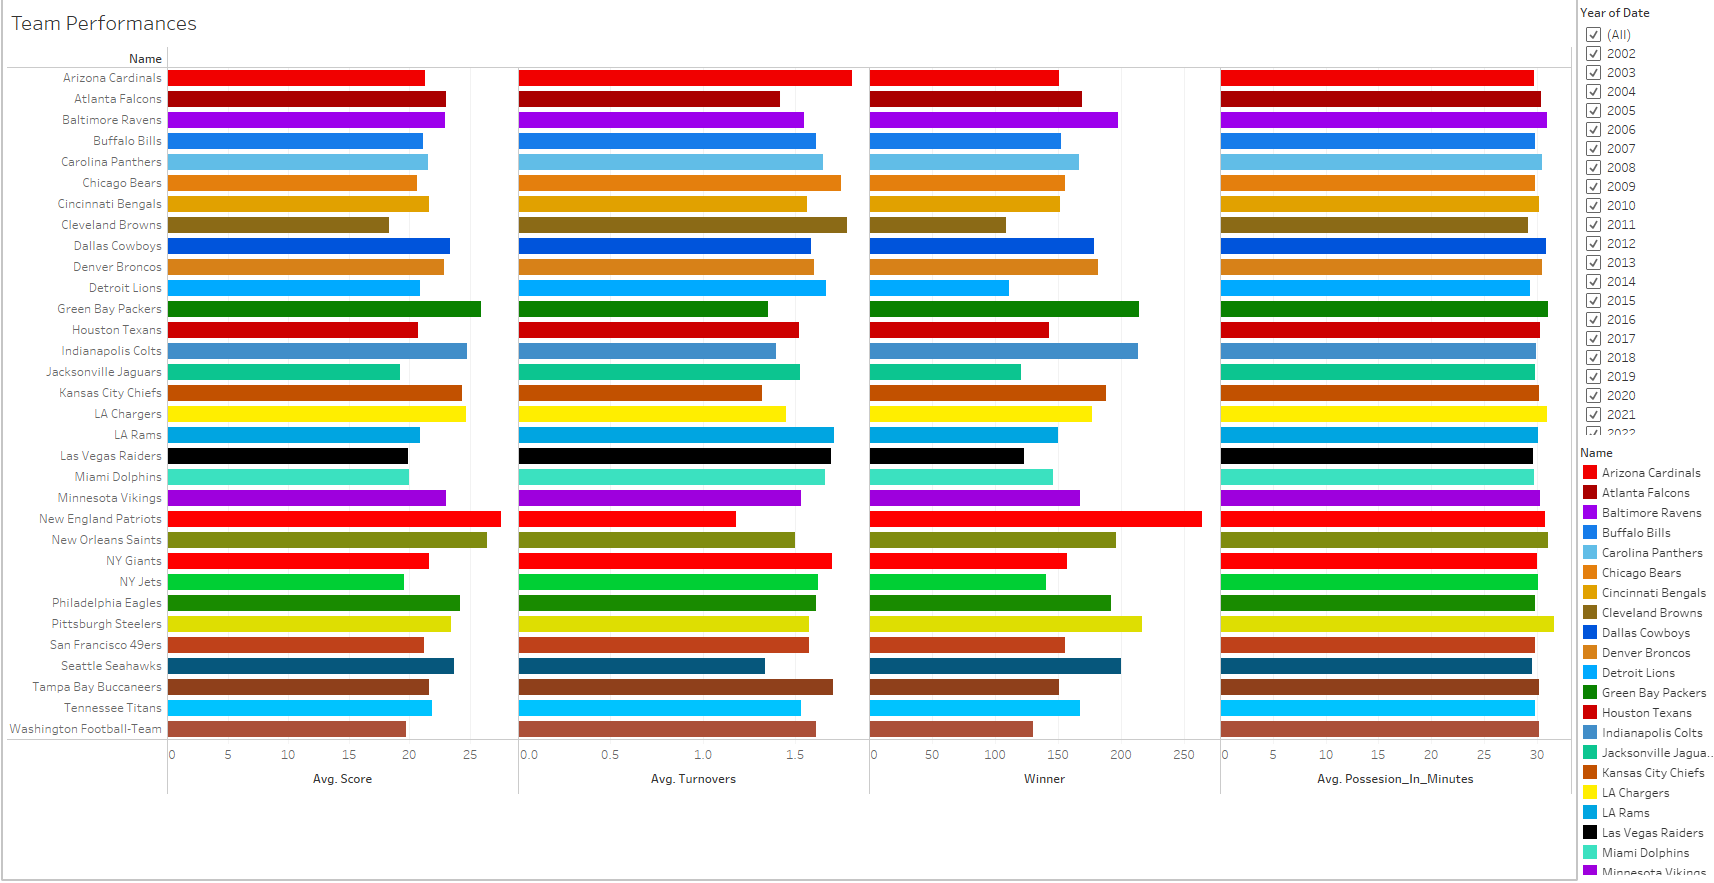 Team Performances
Name
Arizona Cardinals
Atlanta Falcons
Baltimore Ravens
Buffalo Bills
Carolina Panthers
Chicago Bears
Cincinnati Bengals
Cleveland Browns
Dallas Cowboys
Denver Broncos
Detroit Lions
Green Bay Packers
Houston Texans
Indianapolis Colts
Jacksonville Jaguars
Kansas City Chiefs
LA Chargers
LA Rams
Las Vegas Raiders
Miami Dolphins
Minnesota Vikings
New England Patriots
New Orleans Saints
NY Giants
NY Jets
Philadelphia Eagles
Pittsburgh Steelers
San Francisco 49ers
Seattle Seahawks
Tampa Bay Buccaneers
Tennessee Titans
Washington Football-Team
0 5 10 15 20 25
Avg. Score
0.0 0.5 1.0 1.5
Avg. Turnovers
0 50 100 150 200 250
Winner
0 5 10 15 20 25 30
Avg. Possesion_In_Minutes
Year of Date
(All)
2002
2003
2004
2005
2006
2007
2008
2009
2010
2011
2012
2013
2014
2015
2016
2017
2018
2019
2020
2021
2022
Name
Arizona Cardinals
Atlanta Falcons
Baltimore Ravens
Buffalo Bills
Carolina Panthers
Chicago Bears
Cincinnati Bengals
Cleveland Browns
Dallas Cowboys
Denver Broncos
Detroit Lions
Green Bay Packers
Houston Texans
Indianapolis Colts
Jacksonville Jagua..
Kansas City Chiefs
LA Chargers
LA Rams
Las Vegas Raiders
Miami Dolphins
Minnesota Vikings